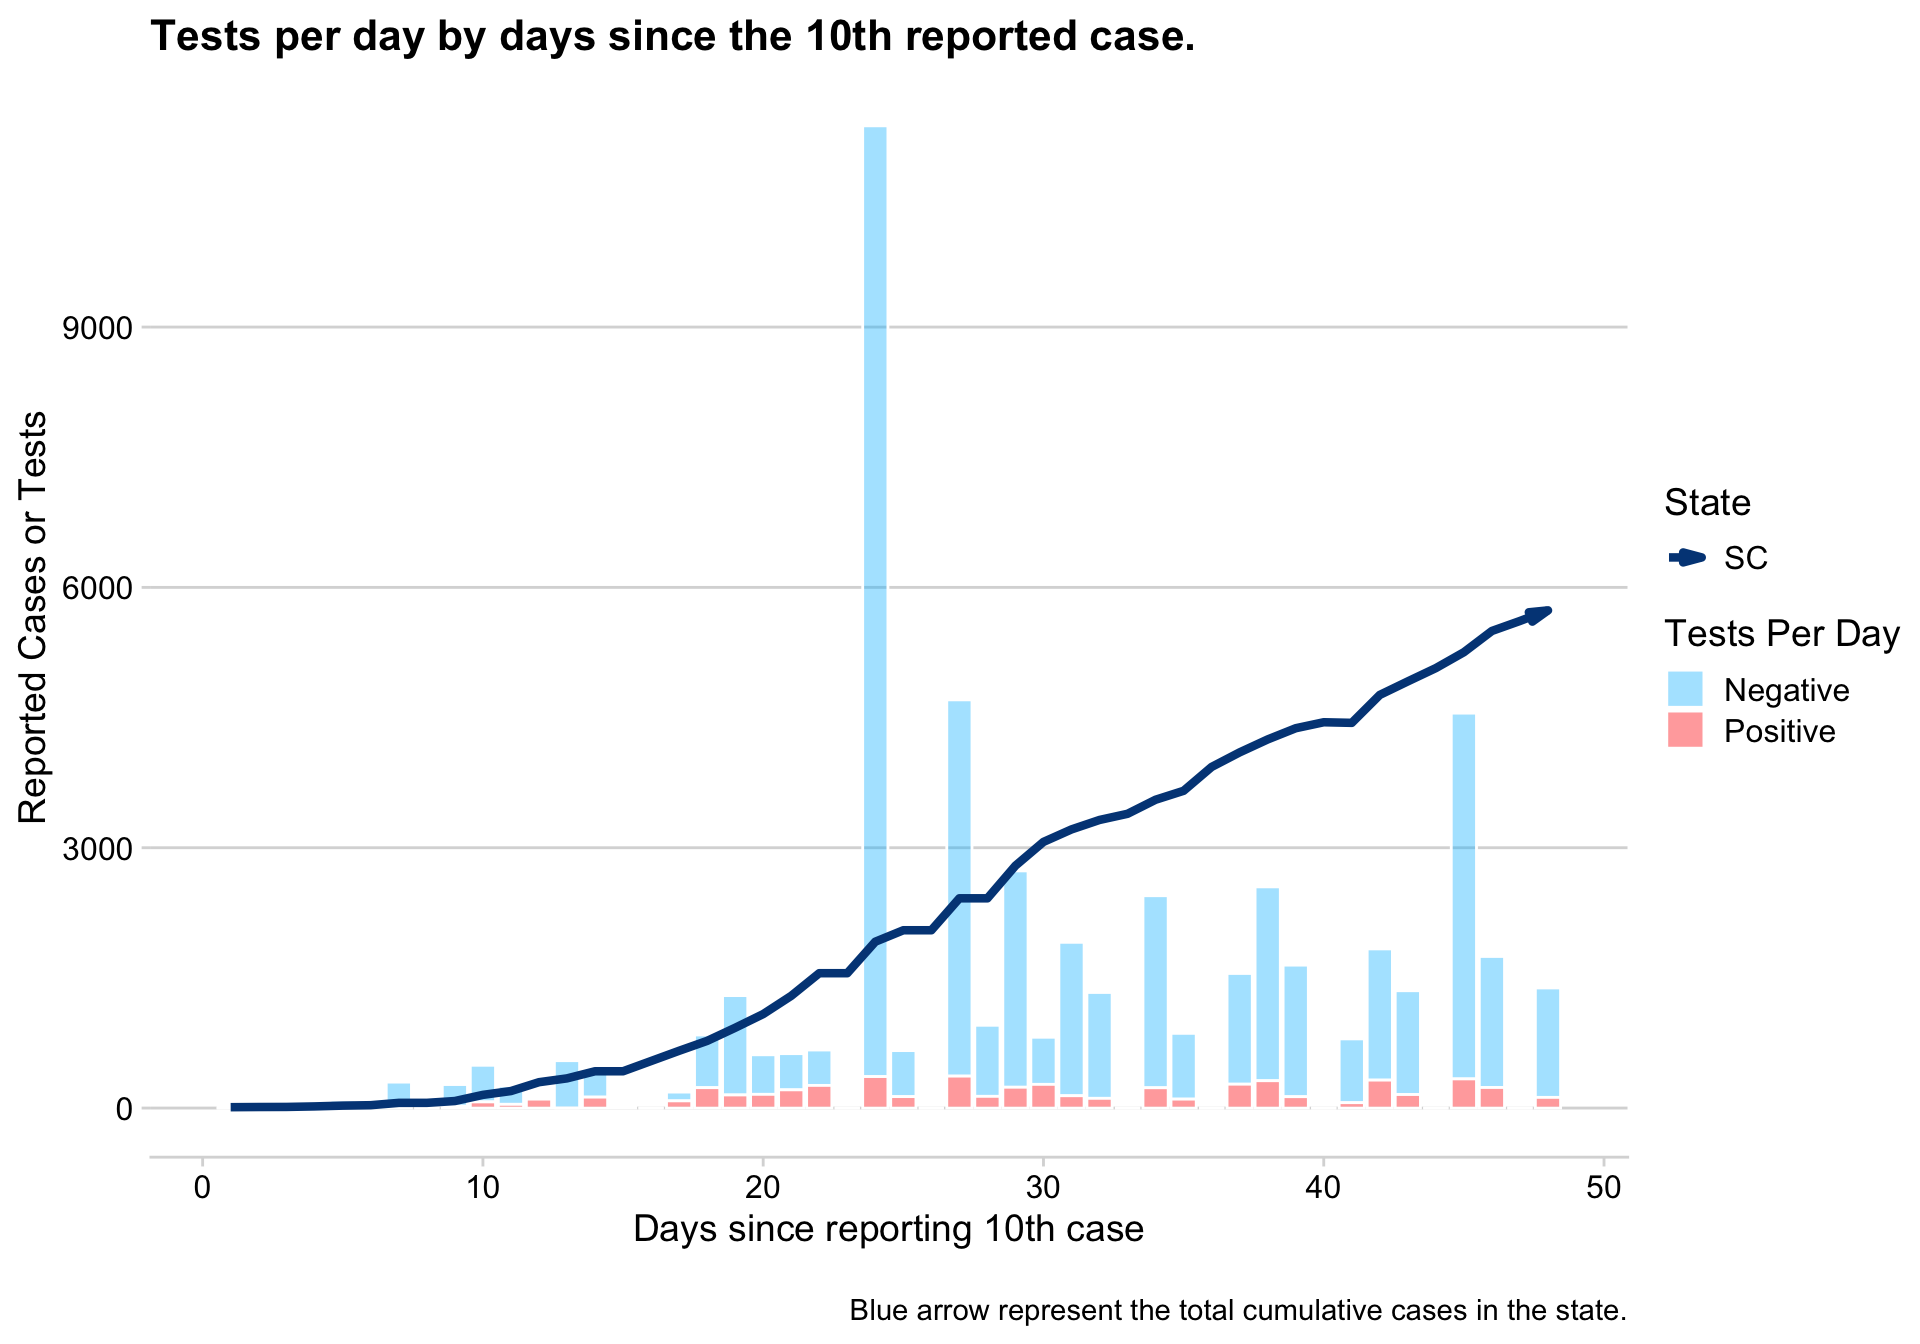 Tests per day by days since the 10th reported case.
Reported Cases or Tests
9000
6000
3000
0
0 10 20 30 40 50
Days since reporting 10th case
State
SC
Tests Per Day
Negative
Positive
Blue arrow represent the total cumulative cases in the state.